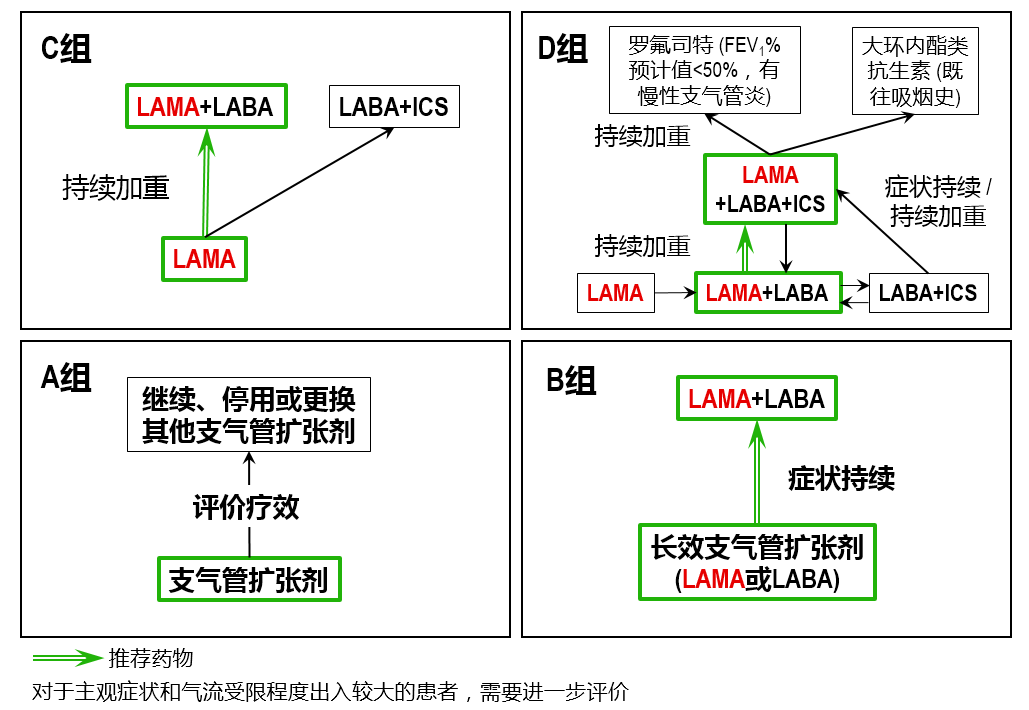 C组
LAMA+LABA
LABA+ICS
持续加重
LAMA
D组
罗氟司特 (FEV1%
预计值<50%，有
慢性支气管炎)
大环内酯类
抗生素 (既
往吸烟史)
持续加重
LAMA
+LABA+ICS
症状持续 /
持续加重
持续加重
LAMA
LAMA+LABA
LABA+ICS
A组
继续、停用或更换
其他支气管扩张剂
评价疗效
支气管扩张剂
B组
LAMA+LABA
症状持续
长效支气管扩张剂
(LAMA或LABA)
推荐药物
对于主观症状和气流受限程度出入较大的患者，需要进一步评价